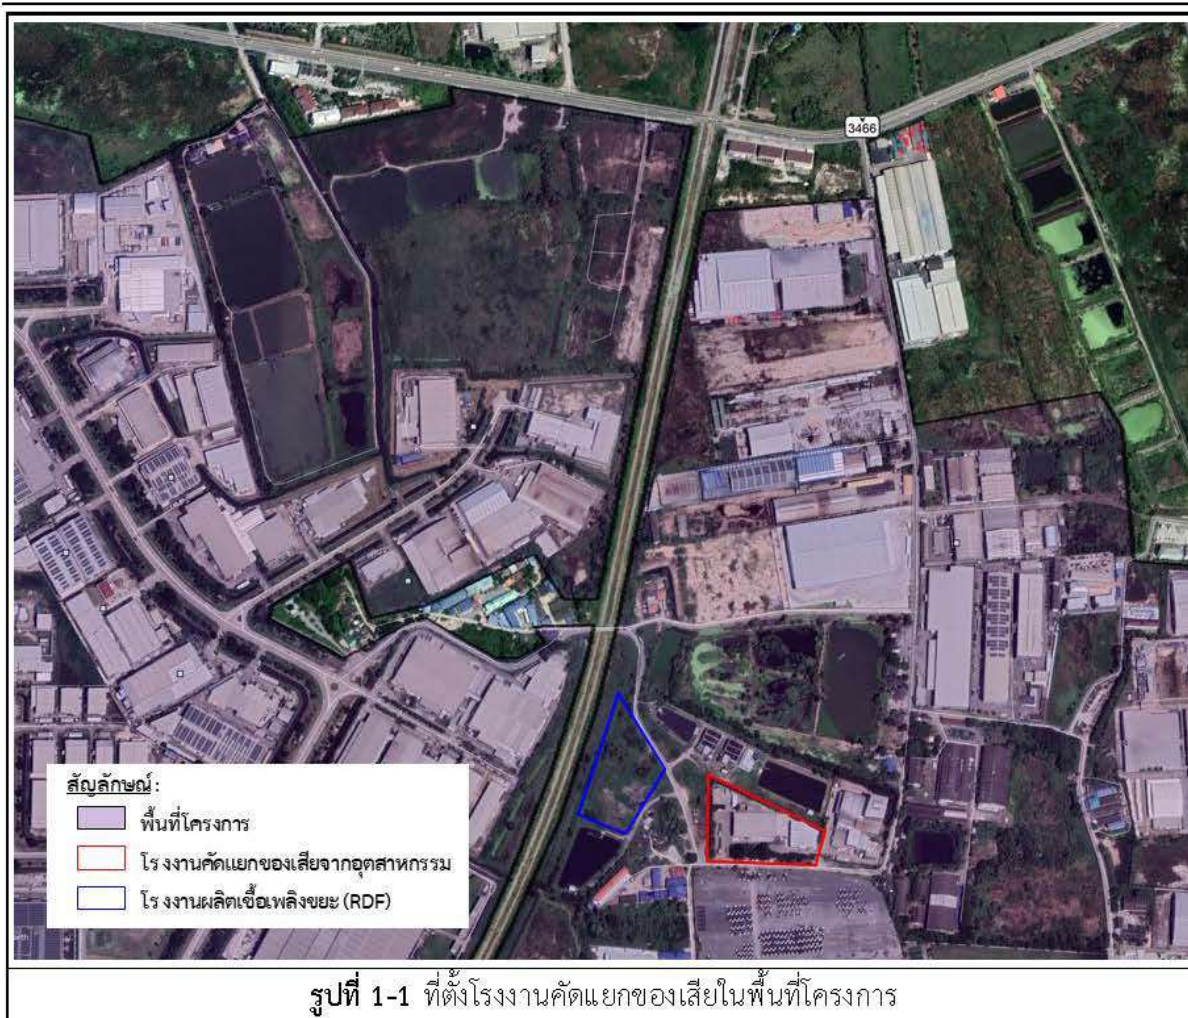 3466
สัญลักษณ์ :
พื้นที่โครงการ
โรงงานคัดแยกของเสียจากอุตสาหกรรม
โรงงานผลิตเชื้อเพลิงขยะ (RDF)
รูปที่ 1-1 ที่ตั้งโรงงานคัดแยกของเสียในพื้นที่โครงการ